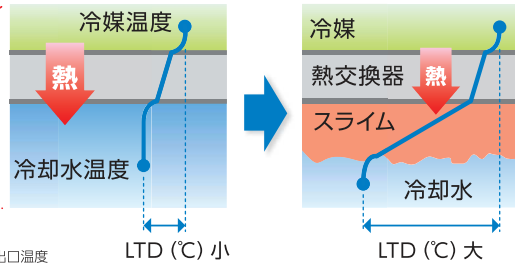 冷媒温度
熱
冷却水温度
LTD（℃）小
出口温度
冷媒
熱交換器
熱
スライム
冷却水
LTD（℃）大